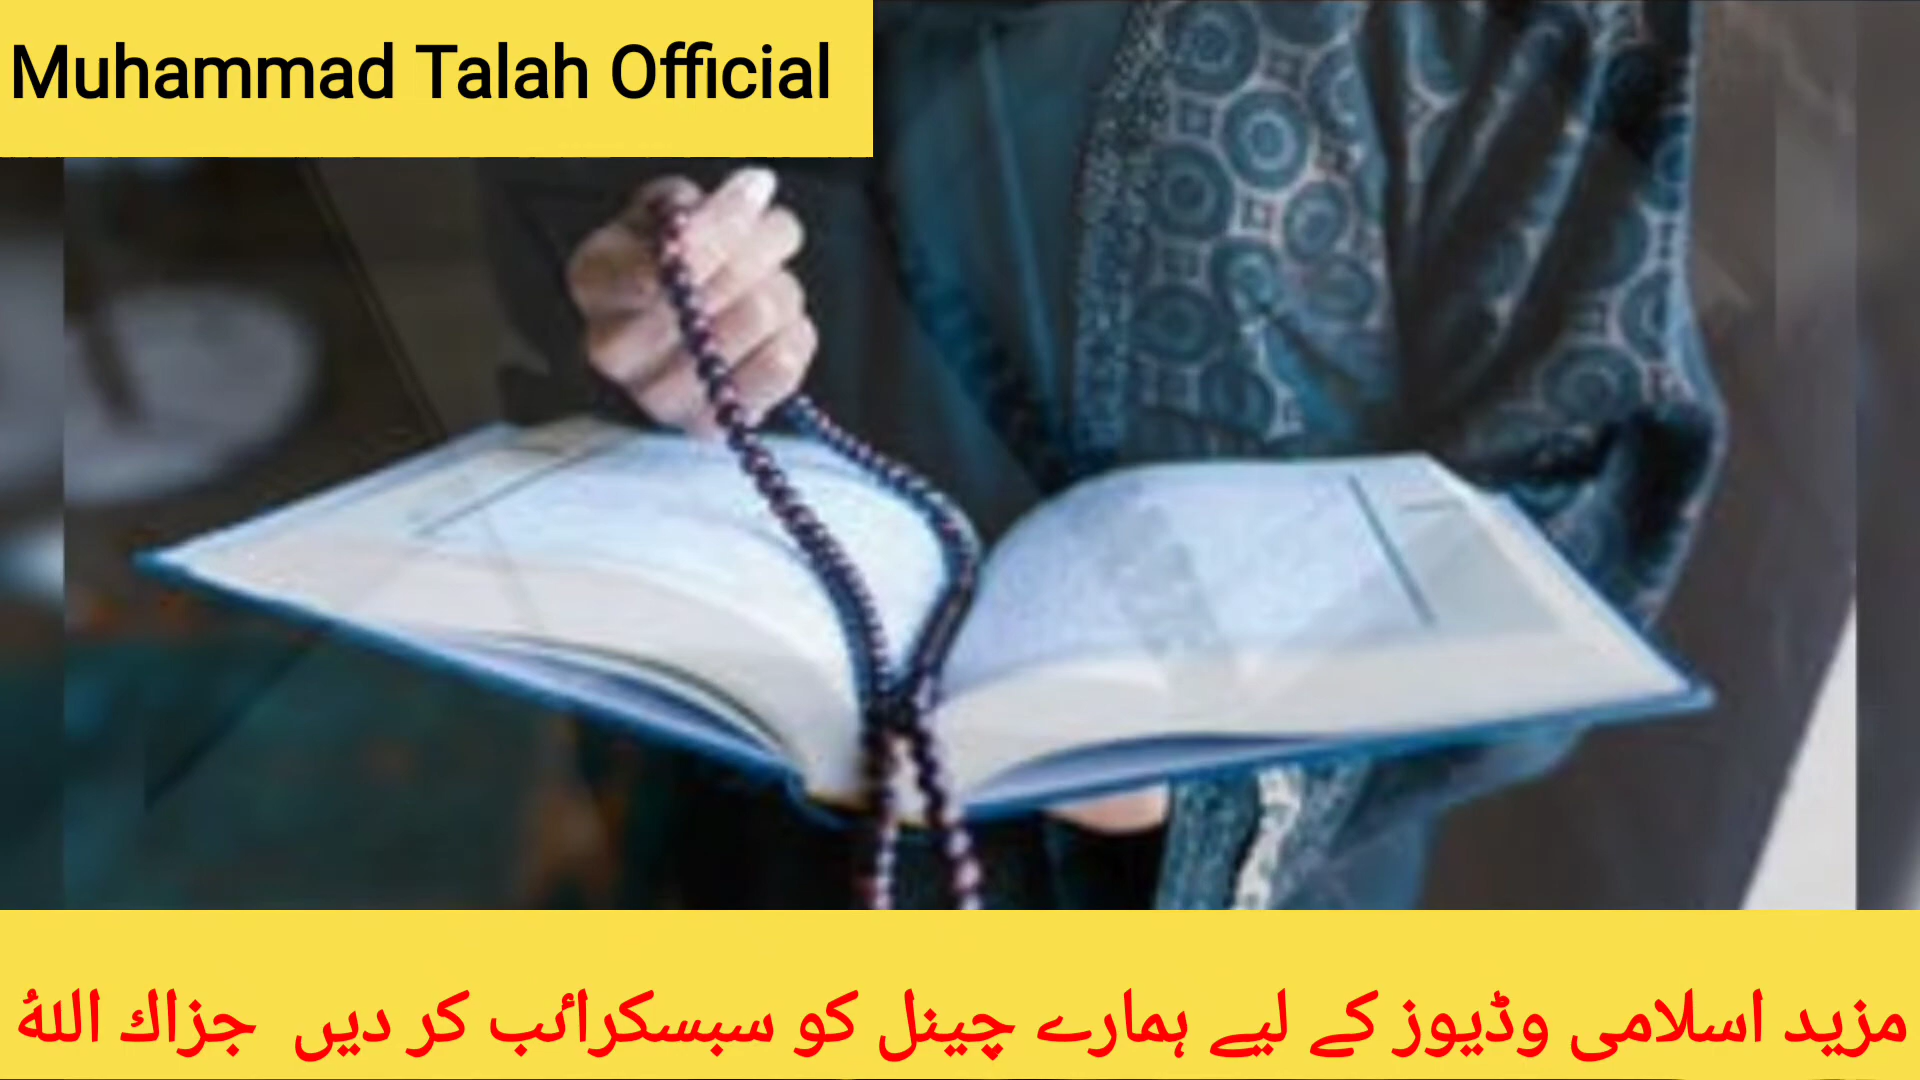 Muhammad Talah Official
مزید اسلامی وڈیوز کے لیے ہمارے چینل کو سبسکرائب کر دیں جزاك اللهُ